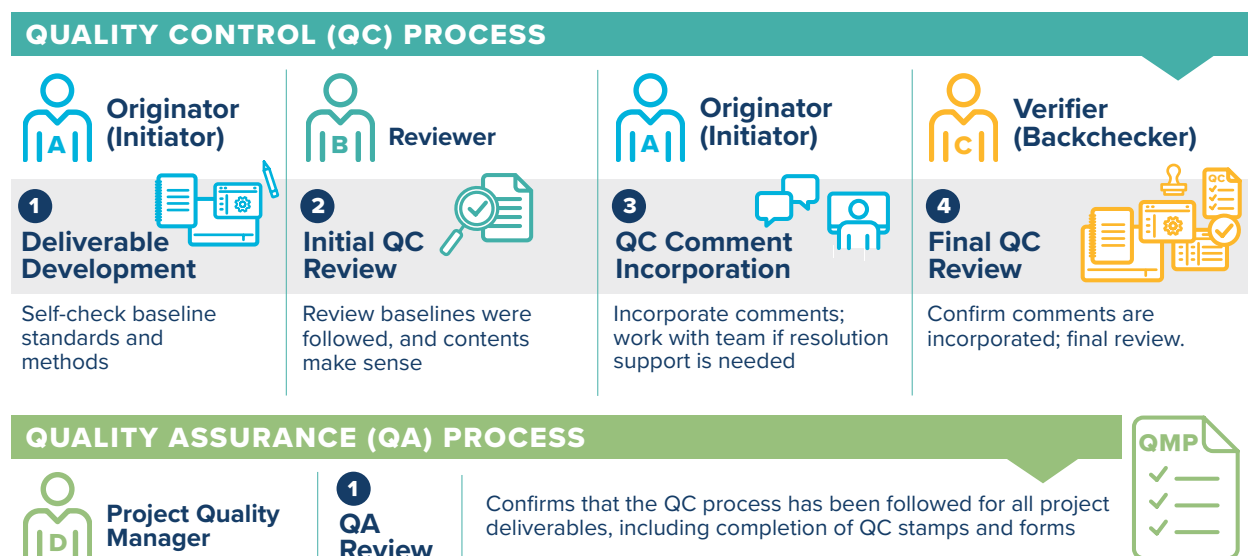 QUALITY CONTROL (QC) PROCESS
A
Originator
(Initiator)
1
Deliverable
Development
Self-check baseline
standards and
methods
B
Reviewer
2
Initial QC
Review
Review baselines were
followed, and contents
make sense
A
Originator
(Initiator)
3
QC Comment
Incorporation
Incorporate comments;
work with team if resolution
support is needed
C
Verifier
(Backchecker)
QC
4
Final QC
Review
Confirm comments are
incorporated; final review.
QUALITY ASSURANCE (QA) PROCESS
QMP
D
Project Quality
Manager
1
QA
Review
Confirms that the QC process has been followed for all project
deliverables, including completion of QC stamps and forms